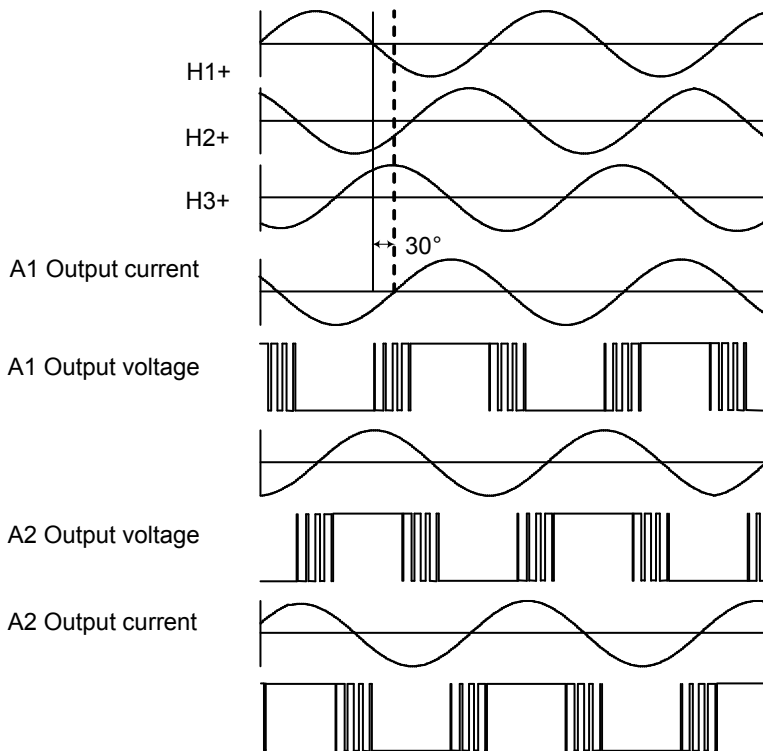 H1+
H2+
H3+
30°
A1 Output current
A1 Output voltage
A2 Output voltage
A2 Output current